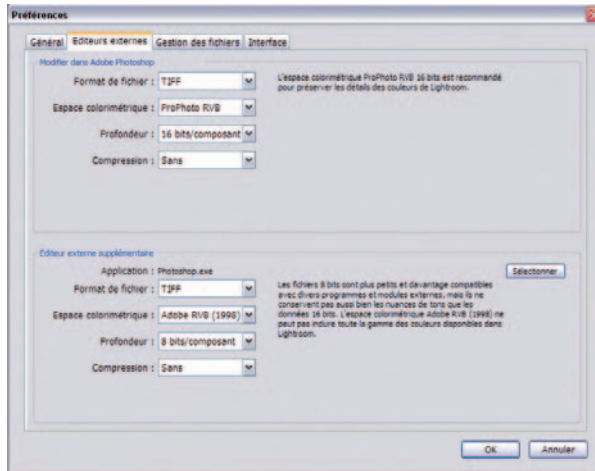 Préférences
Général Editeurs externes Gestion des fichiers Interface
Modifier dans Adobe Photoshop
Format de fichier : TIFF
L'espace colorimétrique ProPhoto RVB 16 bits est recommandé
pour préserver les détails des couleurs de Lightroom.
Espace colorimétrique : ProPhoto RVB
Profondeur : 16 bits/composant
Compression : Sans
Editeur externe supplémentaire
Application : Photoshop.exe
Sélectionner
Format de fichier : TIFF
Les fichiers 8 bits sont plus petits et davantage compatibles
avec divers programmes et modules externes, mais ils ne
conservent pas aussi bien les nuances de tons que les
données 16 bits. L'espace colorimétrique Adobe RVB (1998) ne
peut pas inclure toute la gamme des couleurs disponibles dans
Lightroom.
Espace colorimétrique : Adobe RVB (1998)
Profondeur : 8 bits/composant
Compression : Sans
OK Annuler